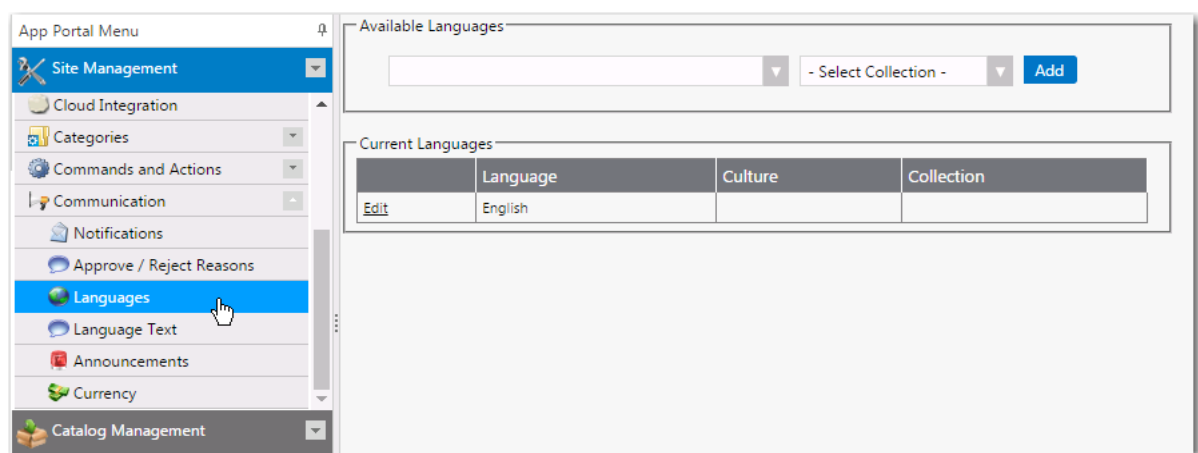 App Portal Menu
Site Management
Cloud Integration
Categories
Commands and Actions
Communication
Notifications
Approve / Reject Reasons
Languages
Language Text
Announcements
Currency
Catalog Management
Available Languages
- Select Collection - Add
Current Languages
Language Culture Collection
Edit English